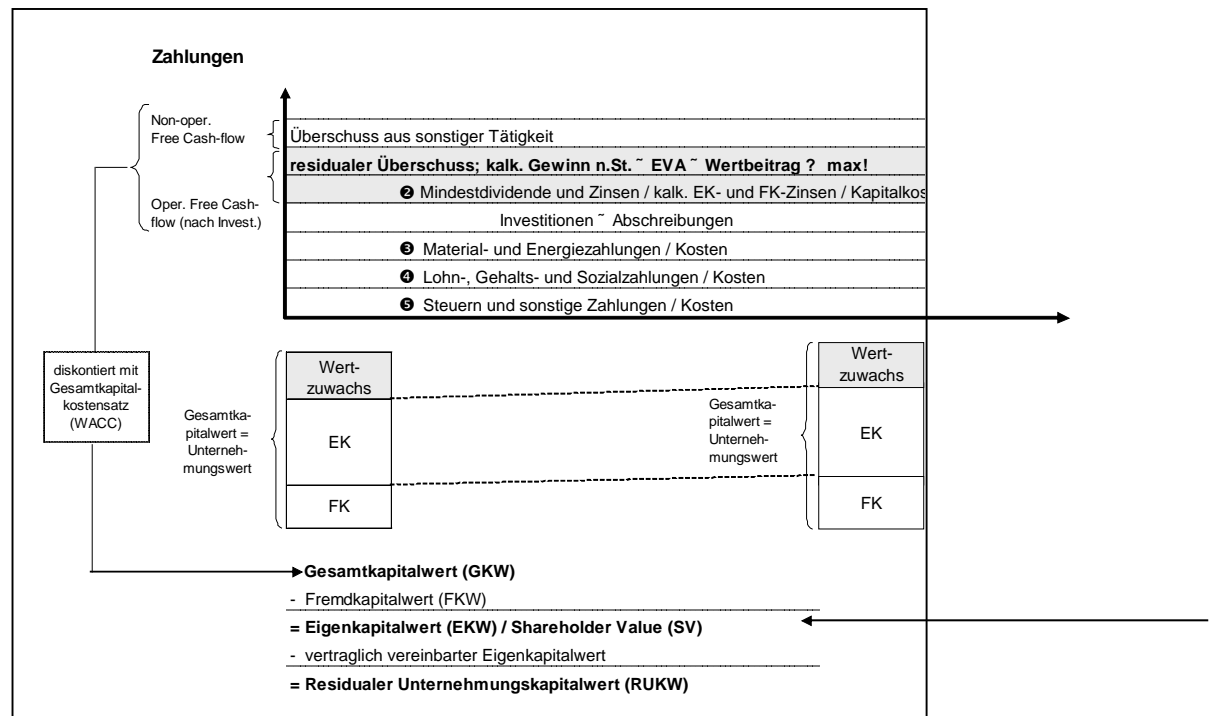 Zahlungen
Non-oper.
Free Cash-flow
Überschuss aus sonstiger Tätigkeit
residualer Überschuss; kalk. Gewinn n.St. ~ EVA ~ Wertbeitrag ? max!
❷ Mindestdividende und Zinsen / kalk. EK- und FK-Zinsen / Kapitalkos
Oper. Free Cash-
flow (nach Invest.)
Investitionen ~ Abschreibungen
❸ Material- und Energiezahlungen / Kosten
❹ Lohn-, Gehalts- und Sozialzahlungen / Kosten
❺ Steuern und sonstige Zahlungen / Kosten
diskontiert mit
Gesamtkapital-
kostensatz
(WACC)
Gesamtka-
pitalwert =
Unterneh-
mungswert
Wert-
zuwachs
EK
FK
Gesamtka-
pitalwert =
Unterneh-
mungswert
Wert-
zuwachs
EK
FK
Gesamtkapitalwert (GKW)
- Fremdkapitalwert (FKW)
= Eigenkapitalwert (EKW) / Shareholder Value (SV)
- vertraglich vereinbarter Eigenkapitalwert
= Residualer Unternehmungskapitalwert (RUKW)